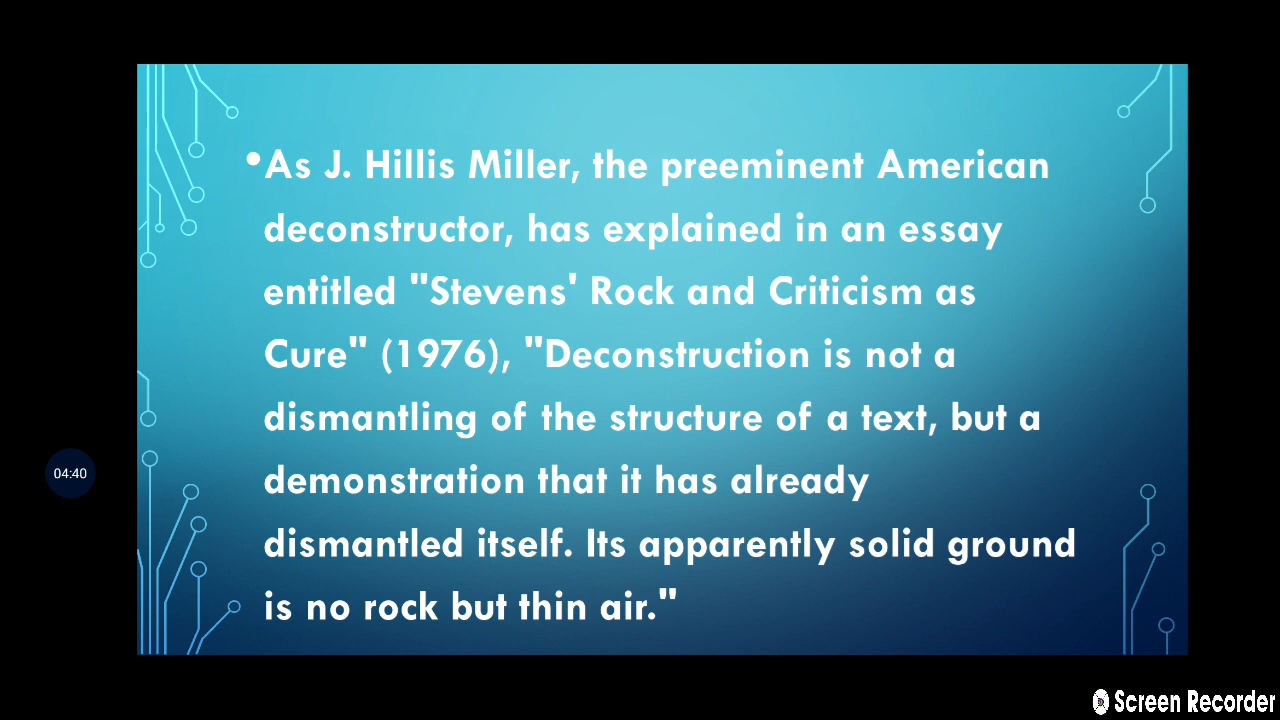 •As J. Hillis Miller, the preeminent American
deconstructor, has explained in an essay
entitled "Stevens' Rock and Criticism as
Cure" (1976), "Deconstruction is not a
dismantling of the structure of a text, but a
demonstration that it has already
dismantled itself. Its apparently solid ground
is no rock but thin air."
04:40
Screen Recorder